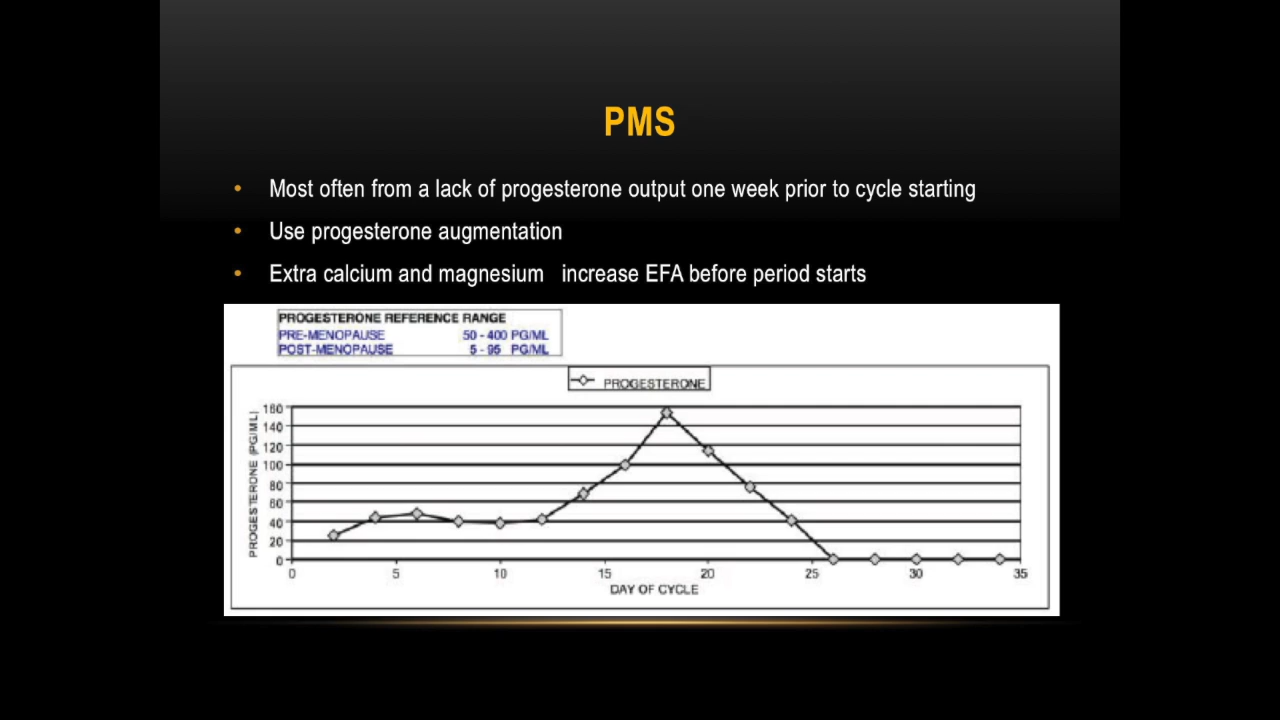 PMS
• Most often from a lack of progesterone output one week prior to cycle starting
• Use progesterone augmentation
• Extra calcium and magnesium increase EFA before period starts
PROGESTERONE REFERENCE RANGE
PRE-MENOPAUSE 50 - 400 PG/ML
POST-MENOPAUSE 5 - 95 PG/ML
PROGESTERONE
PROGESTERONE (PG/ML)
160
140
120
100
80
60
40
20
0
0 5 10 15 20 25 30 35
DAY OF CYCLE